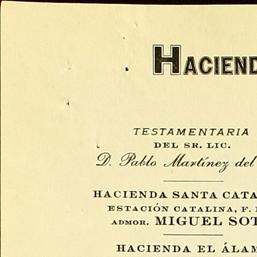 HACIEND
TESTAMENTARIA
DEL SR. LIC.
D. Pablo Martínez del
HACIENDA SANTA CATA
ESTACIÓN CATALINA, F.
ADMOR. MIGUEL SOT
HACIENDA EL ÁLAM